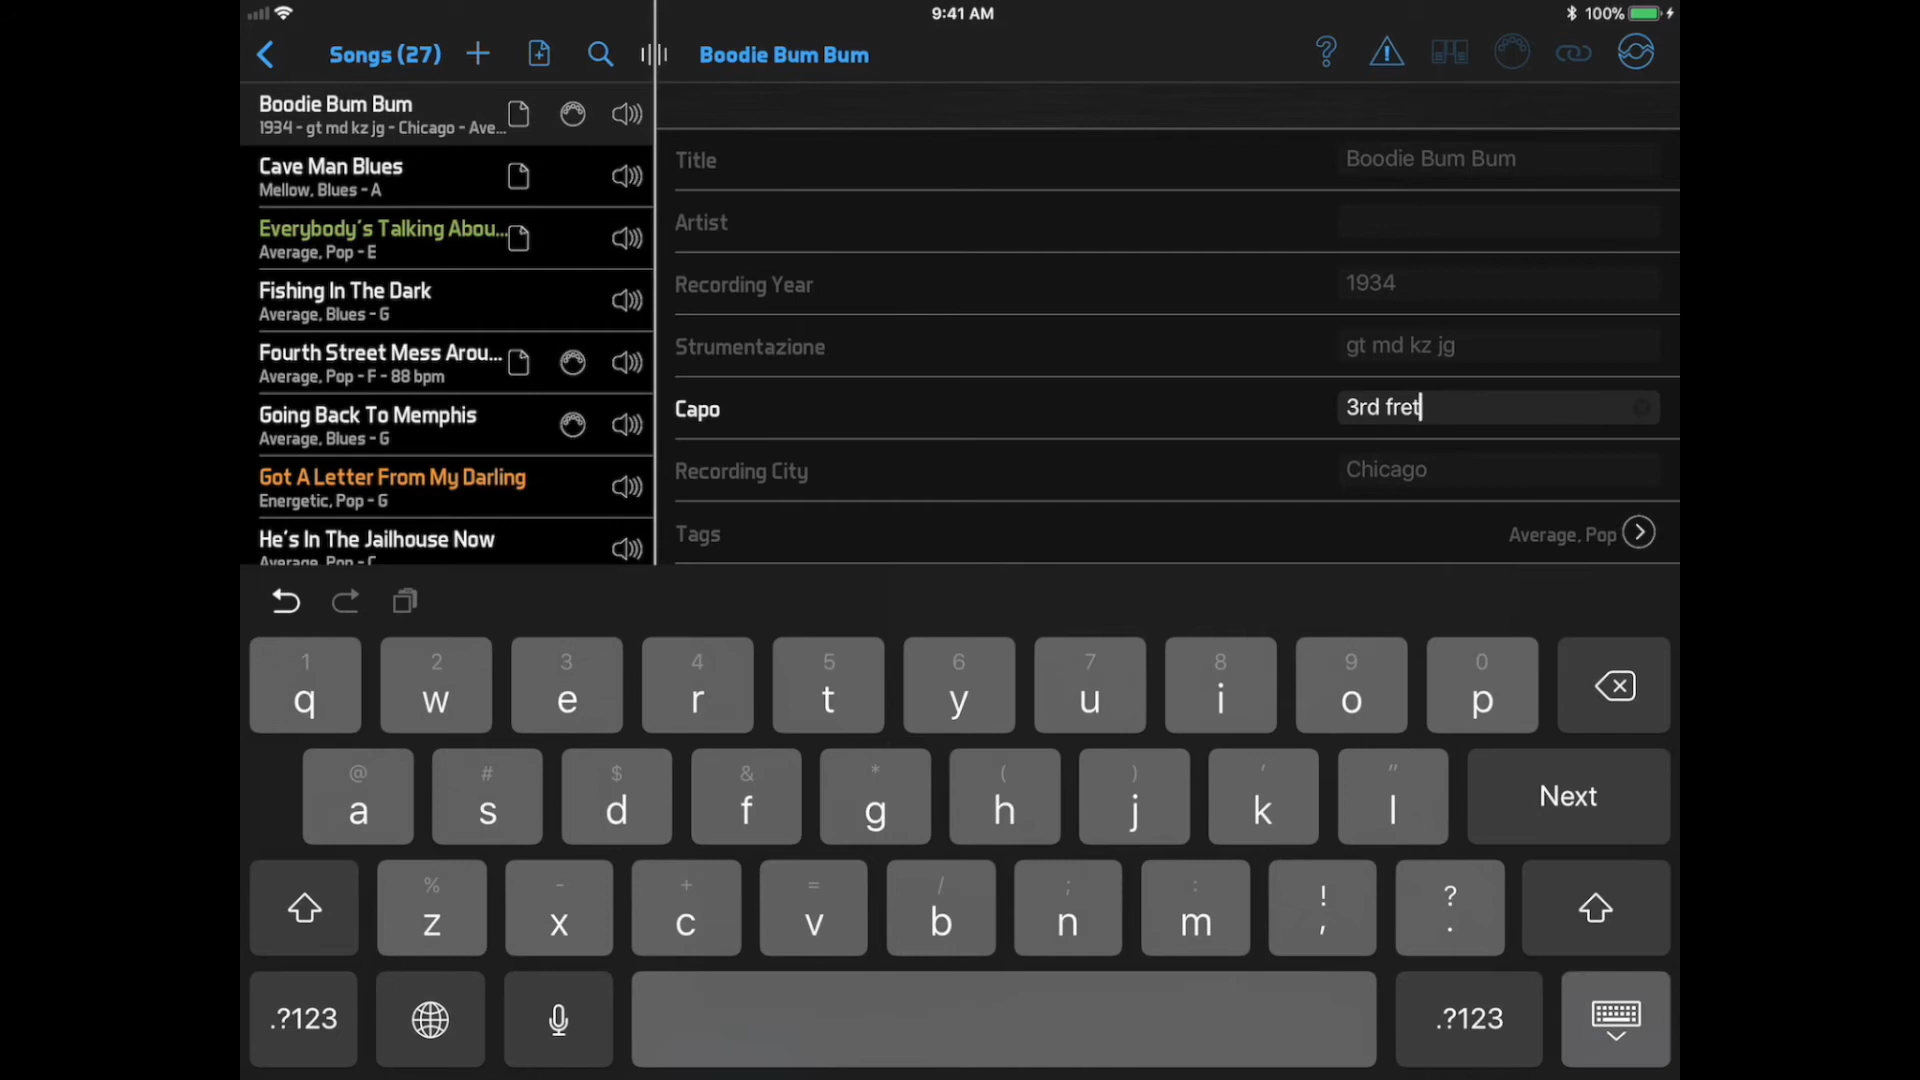 9:41 AM
100%
Songs (27)
Boodie Bum Bum
Boodie Bum Bum
1934 - gt md kz jg - Chicago - Ave...
Cave Man Blues
Mellow, Blues - A
Everybody's Talking Abou...
Average, Pop - E
Fishing In The Dark
Average, Blues - G
Fourth Street Mess Arou...
Average, Pop - F - 88 bpm
Going Back To Memphis
Average, Blues - G
Got A Letter From My Darling
Energetic, Pop - G
He's In The Jailhouse Now
Average, Pop - C
Title
Boodie Bum Bum
Artist
Recording Year
1934
Strumentazione
gt md kz jg
Capo
3rd fret
Recording City
Chicago
Tags
Average, Pop
1 2 3 4 5 6 7 8 9 0
q w e r t y u i o p
@ # $ & * ( ) ' "
a s d f g h j k l Next
% - + = / ; : ! ?
z x c v b n m , .
.?123 .?123